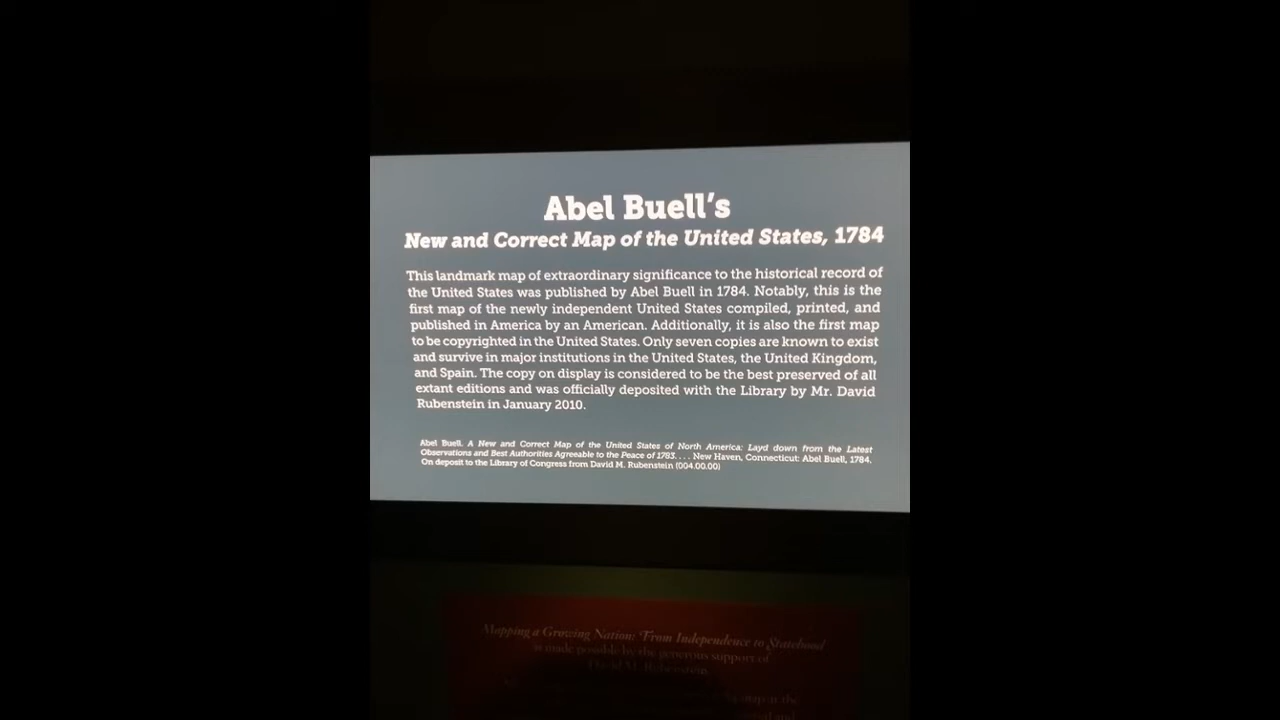 Abel Buell's
New and Correct Map of the United States, 1784
This landmark map of extraordinary significance to the historical record of
the United States was published by Abel Buell in 1784. Notably, this is the
first map of the newly independent United States compiled, printed, and
published in America by an American. Additionally, it is also the first map
to be copyrighted in the United States. Only seven copies are known to exist
and survive in major institutions in the United States, the United Kingdom,
and Spain. The copy on display is considered to be the best preserved of all
extant editions and was officially deposited with the Library by Mr. David
Rubenstein in January 2010.
Abel Buell. A New and Correct Map of the United States of North America: Layd down from the Latest
Observations and Best Authorities Agreeable to the Peace of 1783. . . . New Haven, Connecticut: Abel Buell, 1784.
On deposit to the Library of Congress from David M. Rubenstein (004.00.00)
Mapping a Growing Nation: From Independence to Statehood
is made possible by the generous support of
David M. Rubenstein